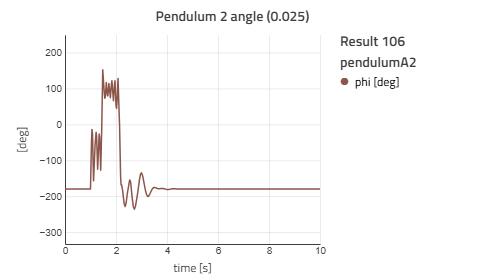 Pendulum 2 angle (0.025)
Result 106
pendulumA2
phi [deg]
[deg]
200
100
0
−100
−200
−300
0
2
4
6
8
10
time [s]